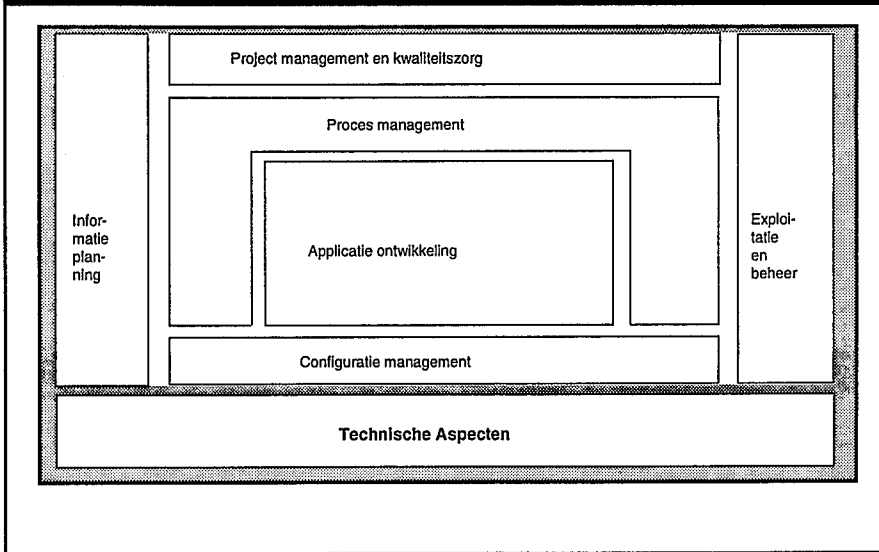 Project management en kwaliteitszorg
Proces management
Infor-
matie
plan-
ning
Applicatie ontwikkeling
Exploi-
tatie
en
beheer
Configuratie management
Technische Aspecten